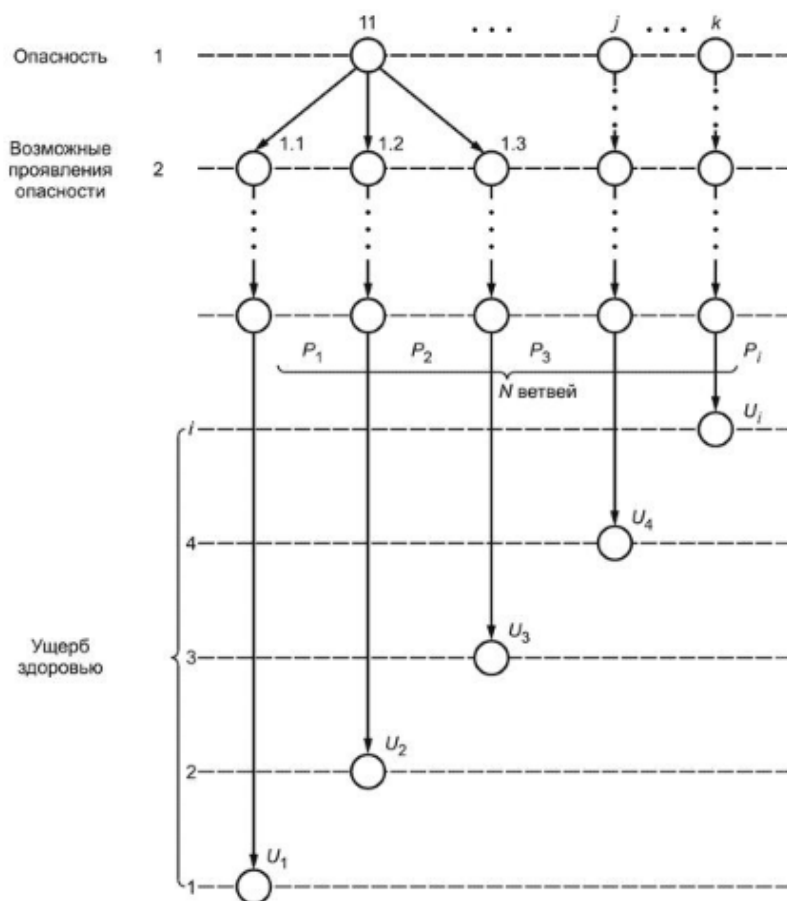 11 . . . j . . . k
Опасность 1
1.1 1.2 1.3
Возможные
проявления
опасности
2
P1 P2 P3 Pi
N ветвей
Ui
i
U4
4
Ущерб
здоровью
U3
3
U2
2
U1
1